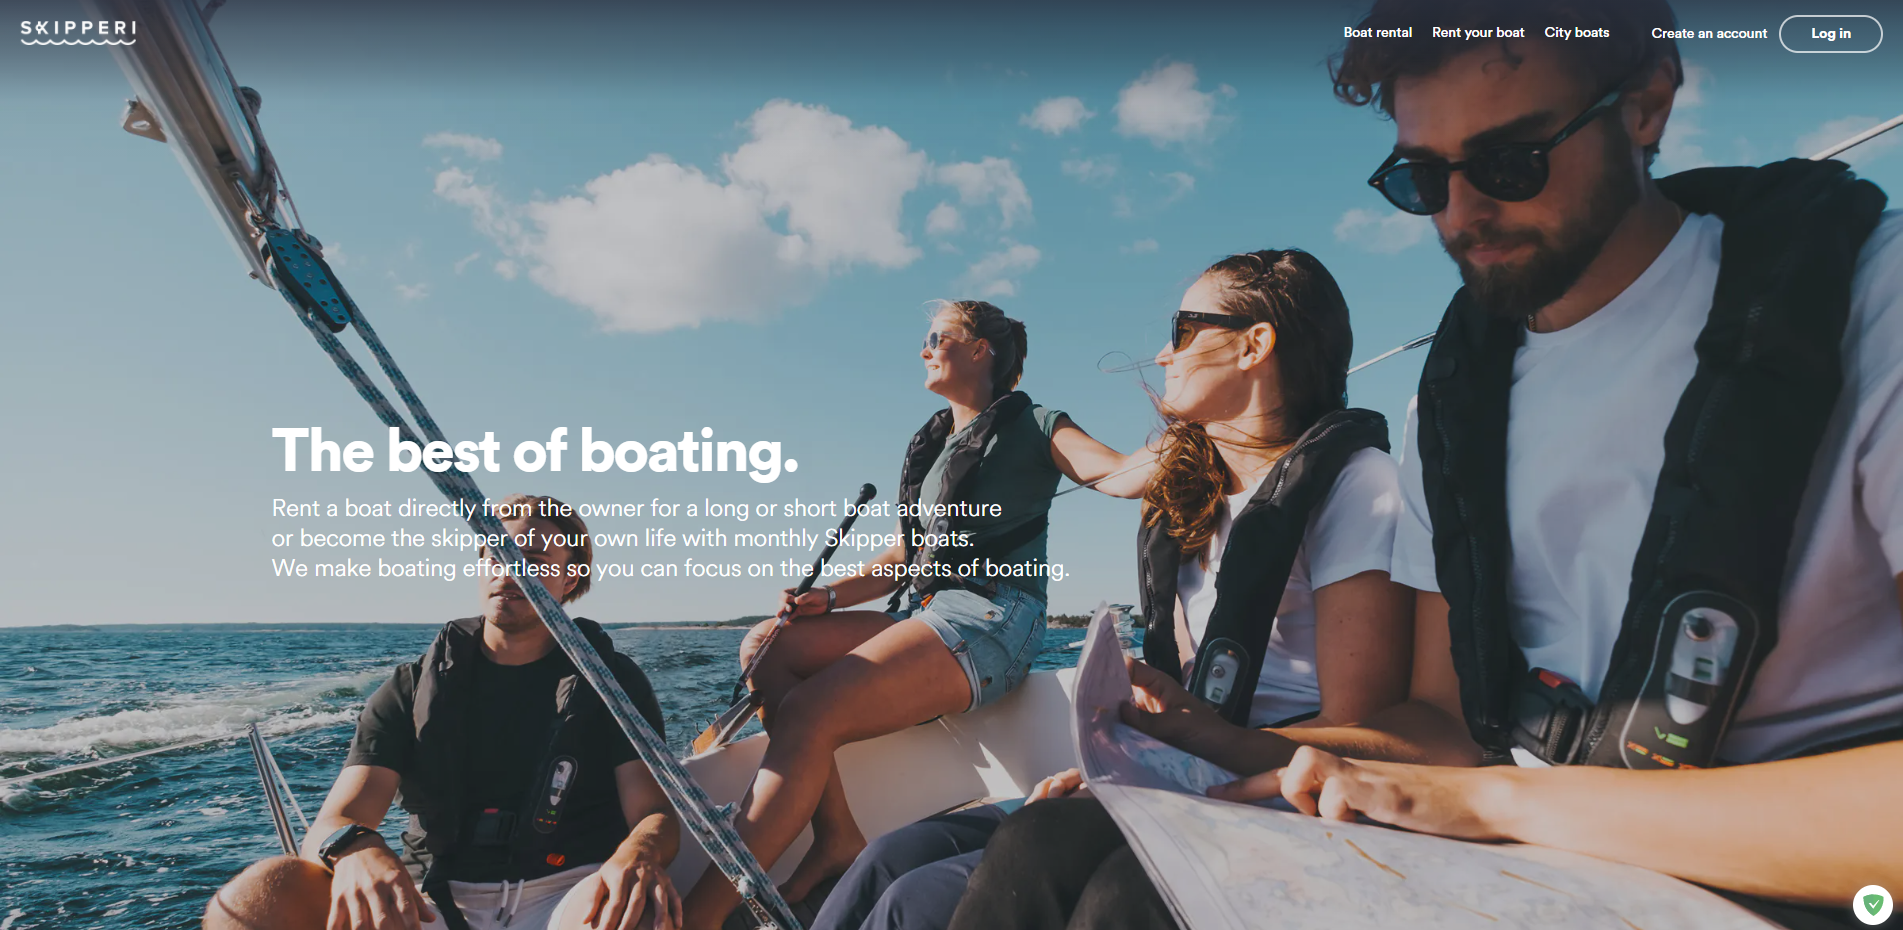 SKIPPERI
Boat rental
Rent your boat
City boats
Create an account
Log in
The best of boating.
Rent a boat directly from the owner for a long or short boat adventure
or become the skipper of your own life with monthly Skipper boats.
We make boating effortless so you can focus on the best aspects of boating.